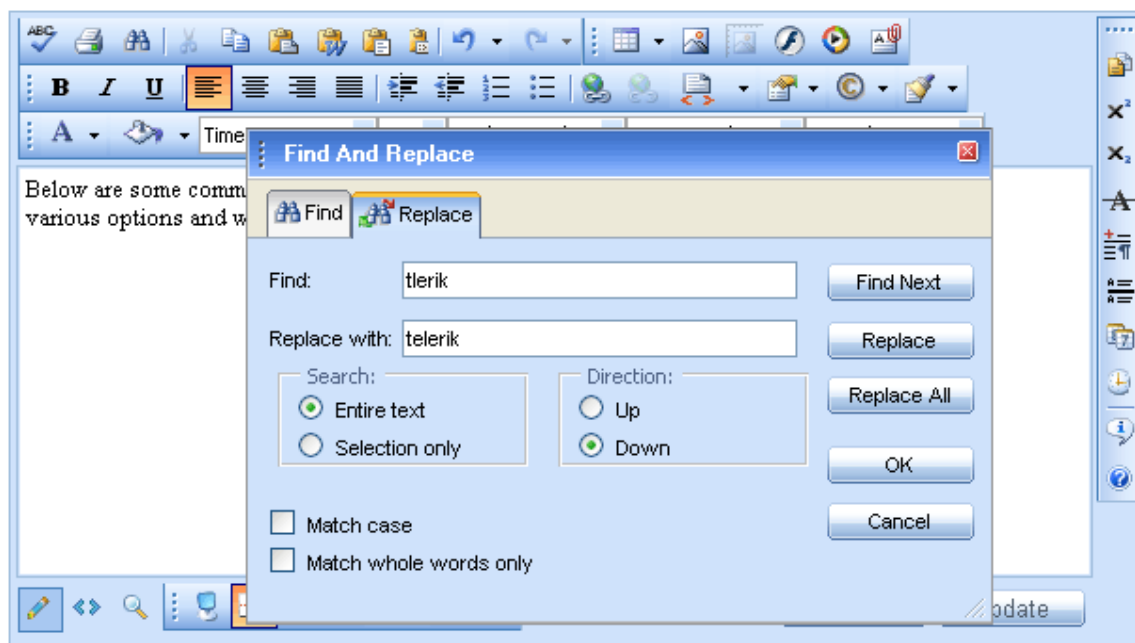 ABC
B I U
A Time
Find And Replace
Below are some comm
various options and w
Find Replace
Find: tlerik Find Next
Replace with: telerik Replace
Search: Direction:
Entire text Up Replace All
Selection only Down
OK
Match case Cancel
Match whole words only
pdate